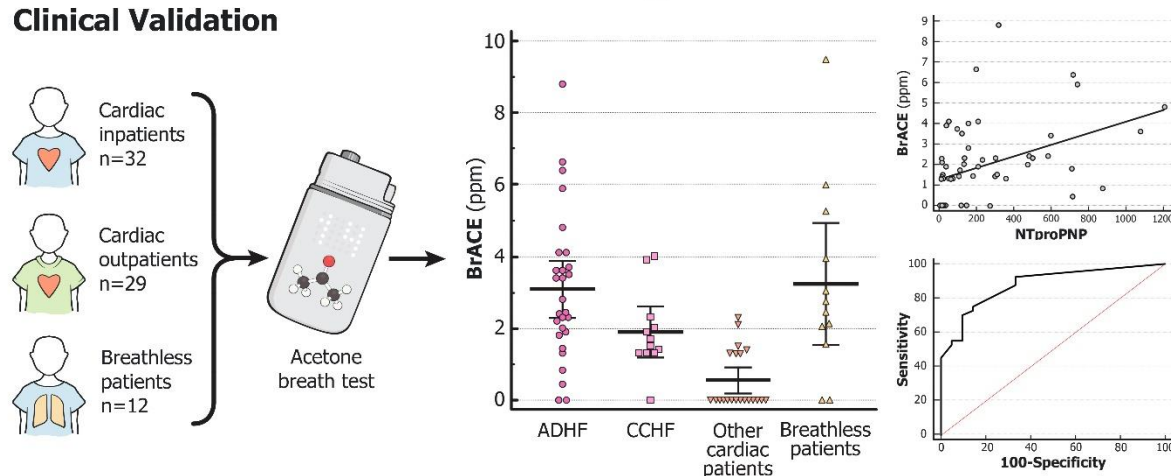 Clinical Validation
Cardiac
inpatients
n=32
Cardiac
outpatients
n=29
Breathless
patients
n=12
Acetone
breath test
BrACE (ppm)
10
8
6
4
2
0
ADHF
CCHF
Other
cardiac
patients
Breathless
patients
BrACE (ppm)
9
8
7
6
5
4
3
2
1
0
0 200 400 600 800 1000 1200
NTproPNP
Sensitivity
100
80
60
40
20
0
0 20 40 60 80 100
100-Specificity